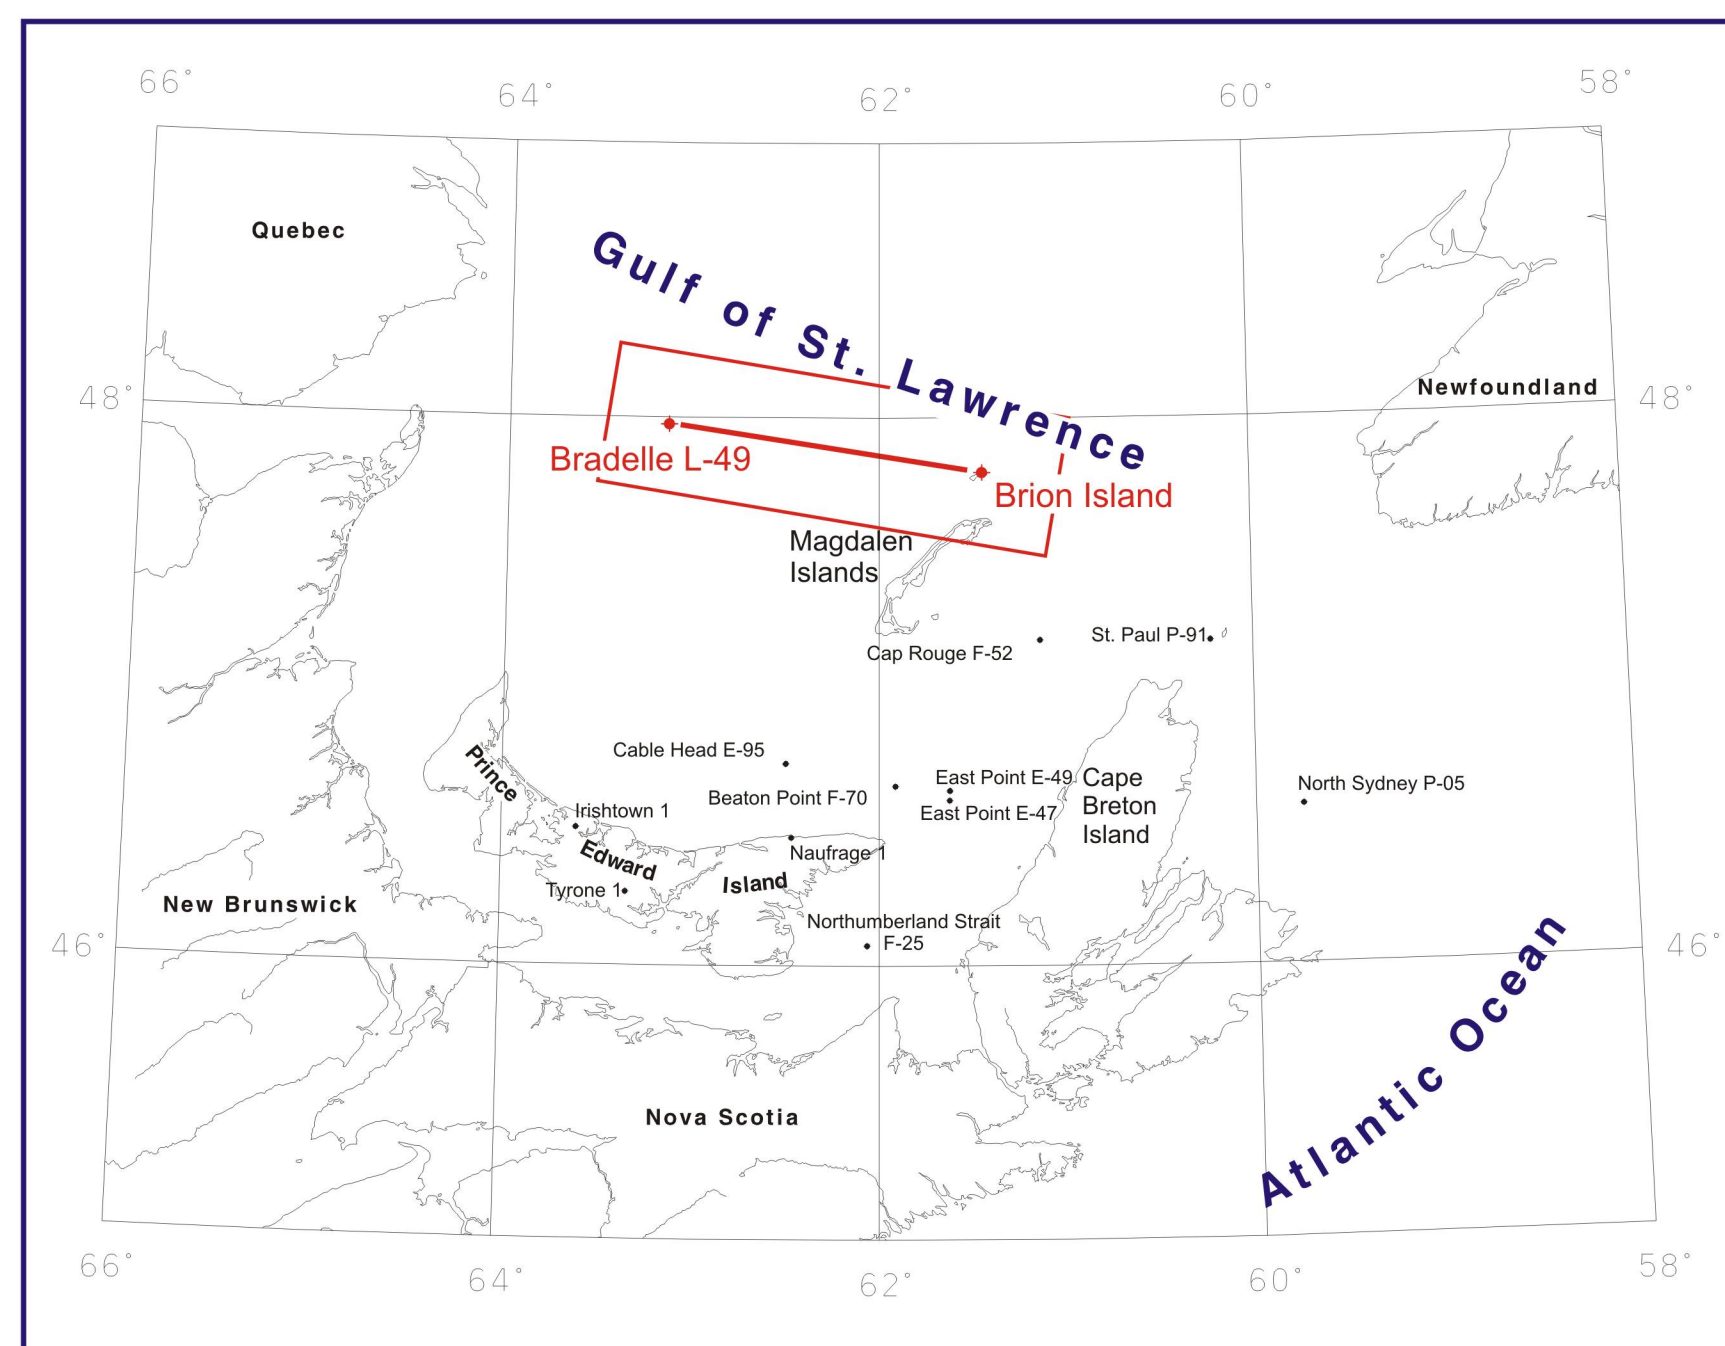 66°
64°
62°
60°
58°
Quebec
Gulf of St. Lawrence
48°
Newfoundland
48°
Bradelle L-49
Brion Island
Magdalen
Islands
St. Paul P-91
Cap Rouge F-52
Cable Head E-95
East Point E-49
Cape
Breton
Island
North Sydney P-05
Beaton Point F-70
East Point E-47
Prince
Edward
Island
Irishtown 1
Naufrage 1
Tyrone 1
New Brunswick
Northumberland Strait
F-25
46°
46°
Atlantic Ocean
Nova Scotia
66°
64°
62°
60°
58°